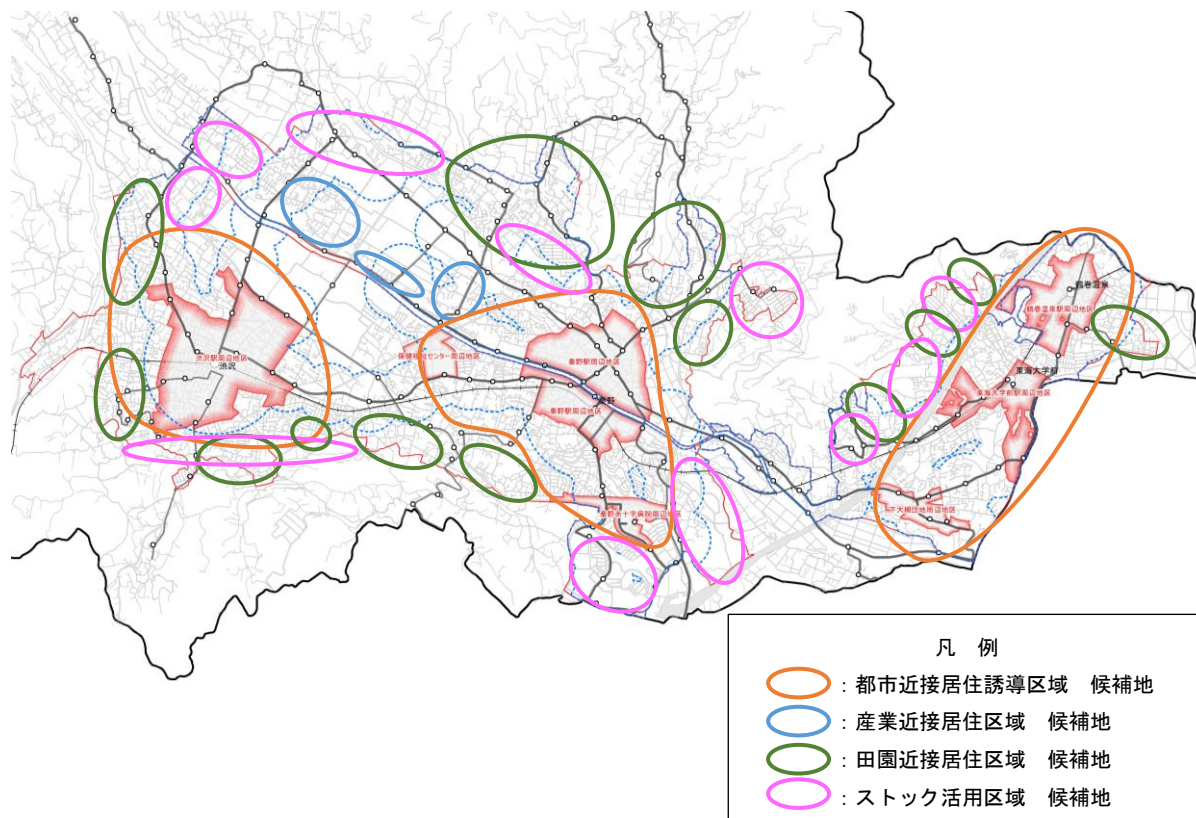 鶴巻温泉
鶴巻温泉駅周辺地区
渋沢駅周辺地区
渋沢
保健福祉センター周辺地区
秦野駅周辺地区
東海大学前
東海大学前駅周辺地区
秦野
秦野駅周辺地区
下大槻団地周辺地区
秦野赤十字病院周辺地区
凡 例
：都市近接居住誘導区域 候補地
：産業近接居住区域 候補地
：田園近接居住区域 候補地
：ストック活用区域 候補地